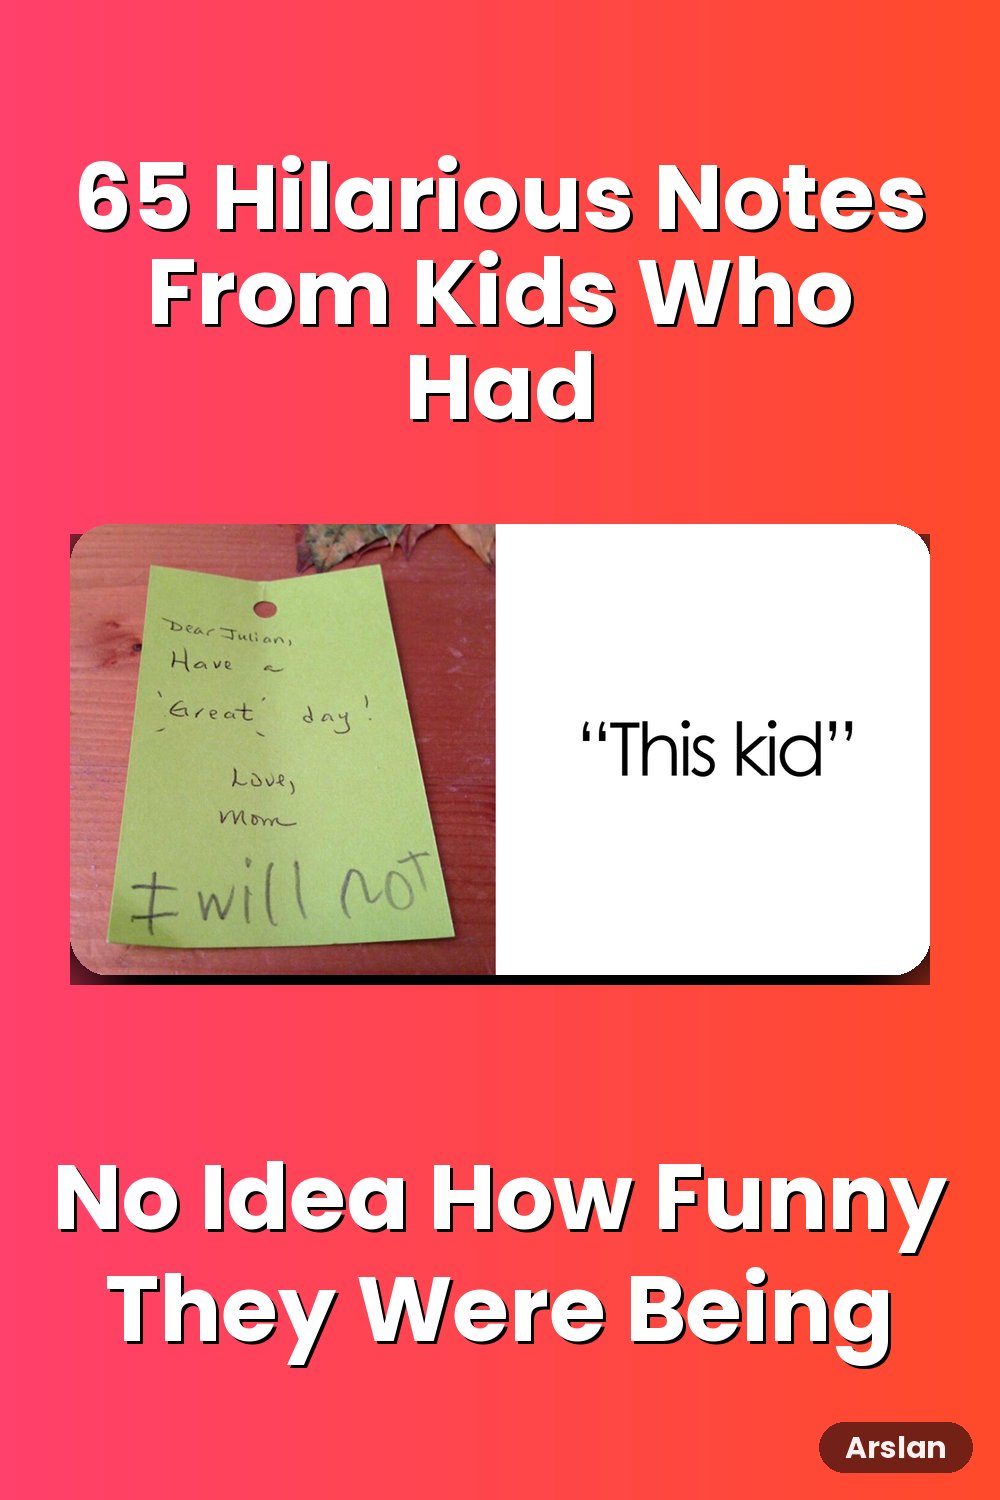 65 Hilarious Notes
From Kids Who
Had
Dear Julian,
Have a
"Great" day!
Love,
Mom
I will not
“This kid”
No Idea How Funny
They Were Being
Arslan